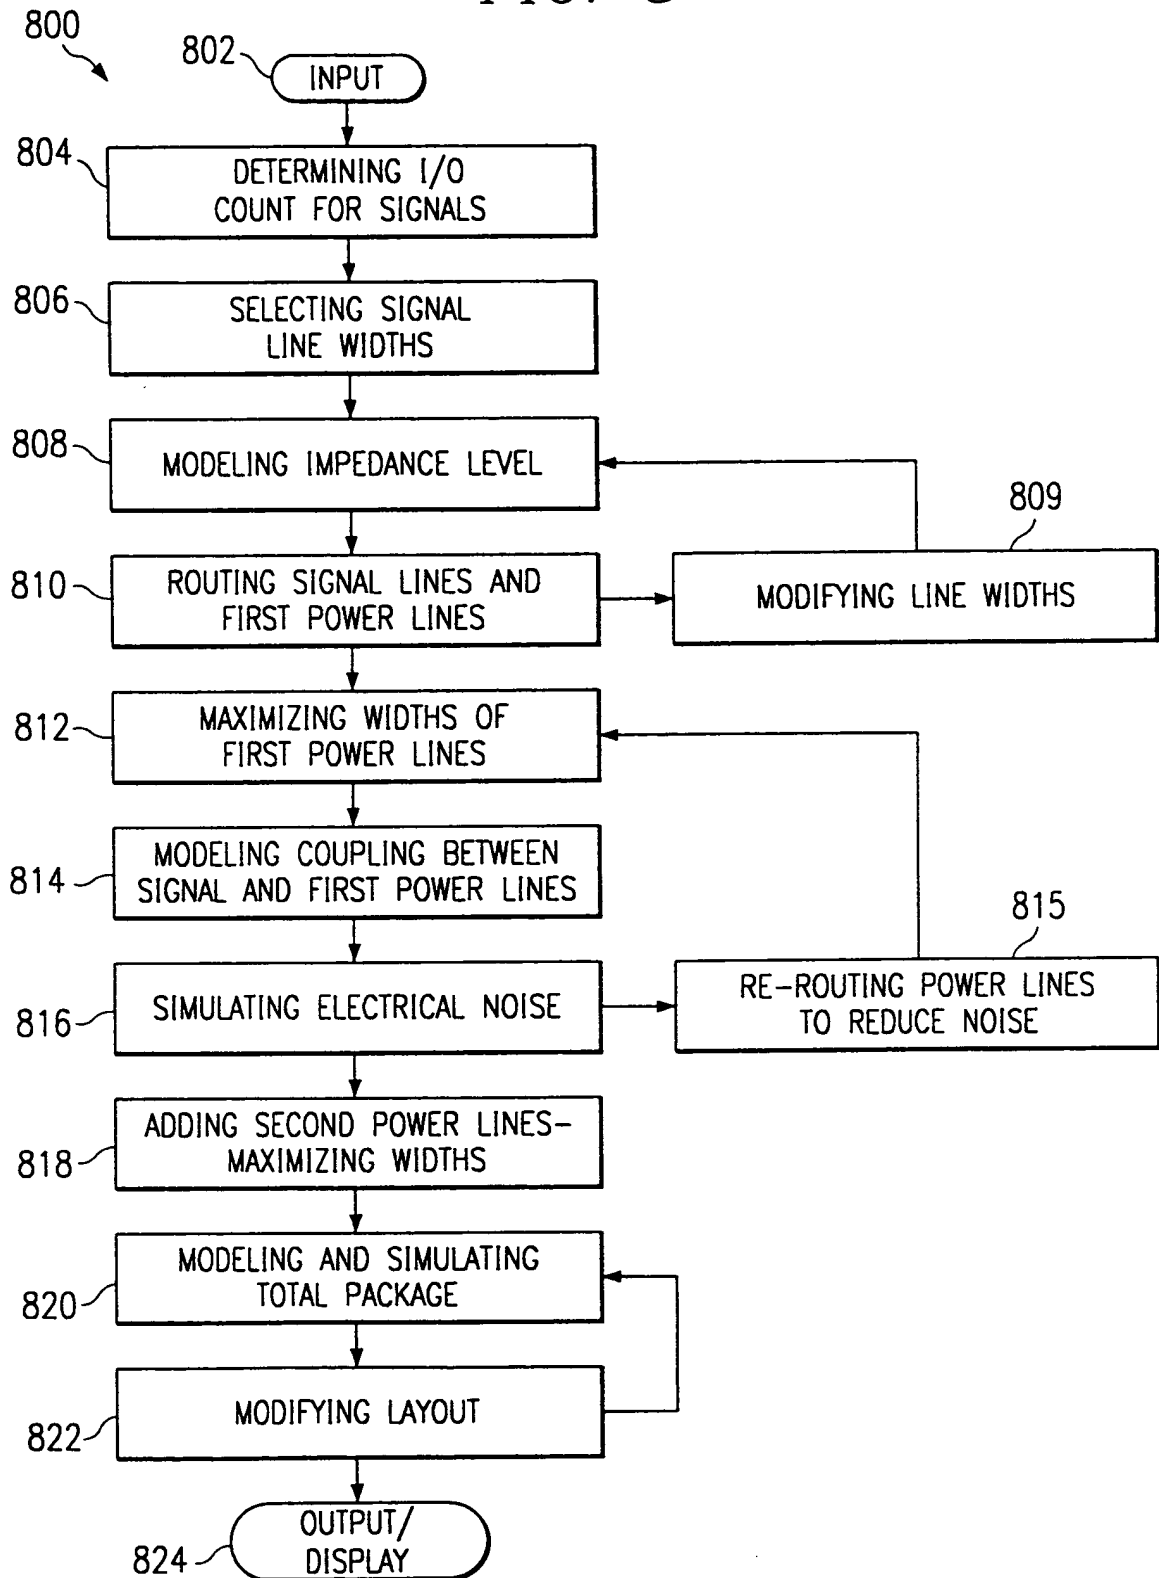 800
802
INPUT
804
DETERMINING I/O
COUNT FOR SIGNALS
806
SELECTING SIGNAL
LINE WIDTHS
808
MODELING IMPEDANCE LEVEL
809
MODIFYING LINE WIDTHS
810
ROUTING SIGNAL LINES AND
FIRST POWER LINES
812
MAXIMIZING WIDTHS OF
FIRST POWER LINES
814
MODELING COUPLING BETWEEN
SIGNAL AND FIRST POWER LINES
815
RE-ROUTING POWER LINES
TO REDUCE NOISE
816
SIMULATING ELECTRICAL NOISE
818
ADDING SECOND POWER LINES-
MAXIMIZING WIDTHS
820
MODELING AND SIMULATING
TOTAL PACKAGE
822
MODIFYING LAYOUT
824
OUTPUT/
DISPLAY